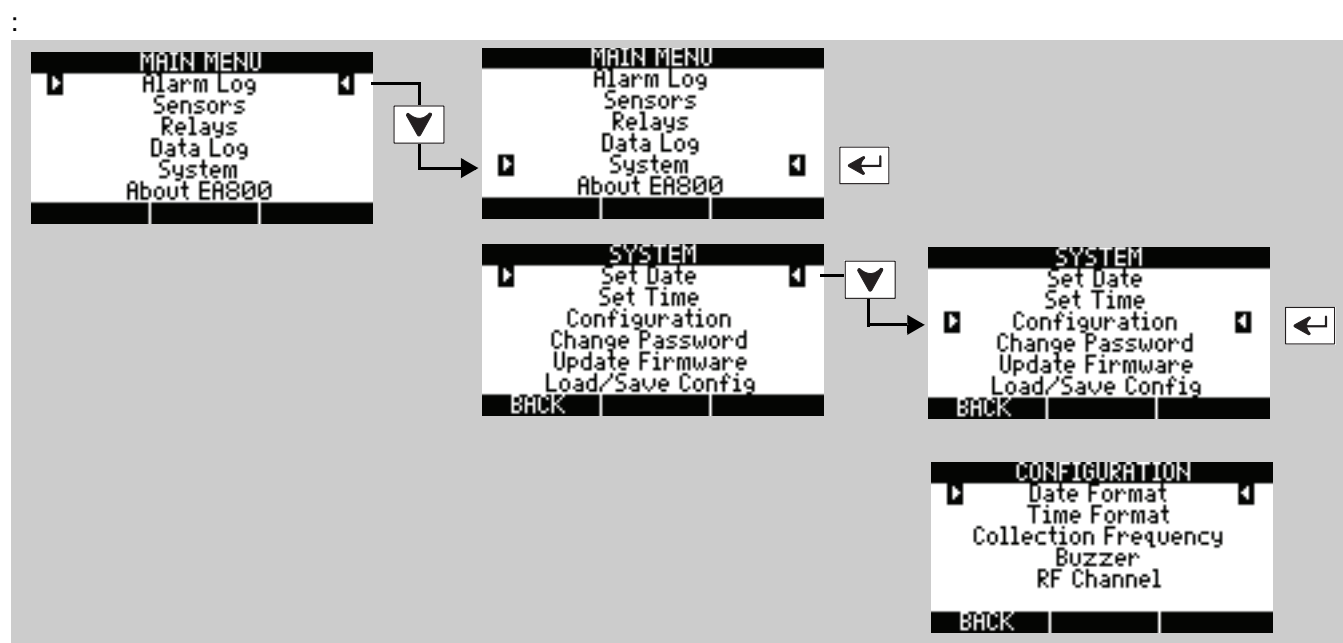 :
MAIN MENU
Alarm Log
Sensors
Relays
Data Log
System
About EA800
MAIN MENU
Alarm Log
Sensors
Relays
Data Log
System
About EA800
SYSTEM
Set Date
Set Time
Configuration
Change Password
Update Firmware
Load/Save Config
BACK
SYSTEM
Set Date
Set Time
Configuration
Change Password
Update Firmware
Load/Save Config
BACK
CONFIGURATION
Date Format
Time Format
Collection Frequency
Buzzer
RF Channel
BACK